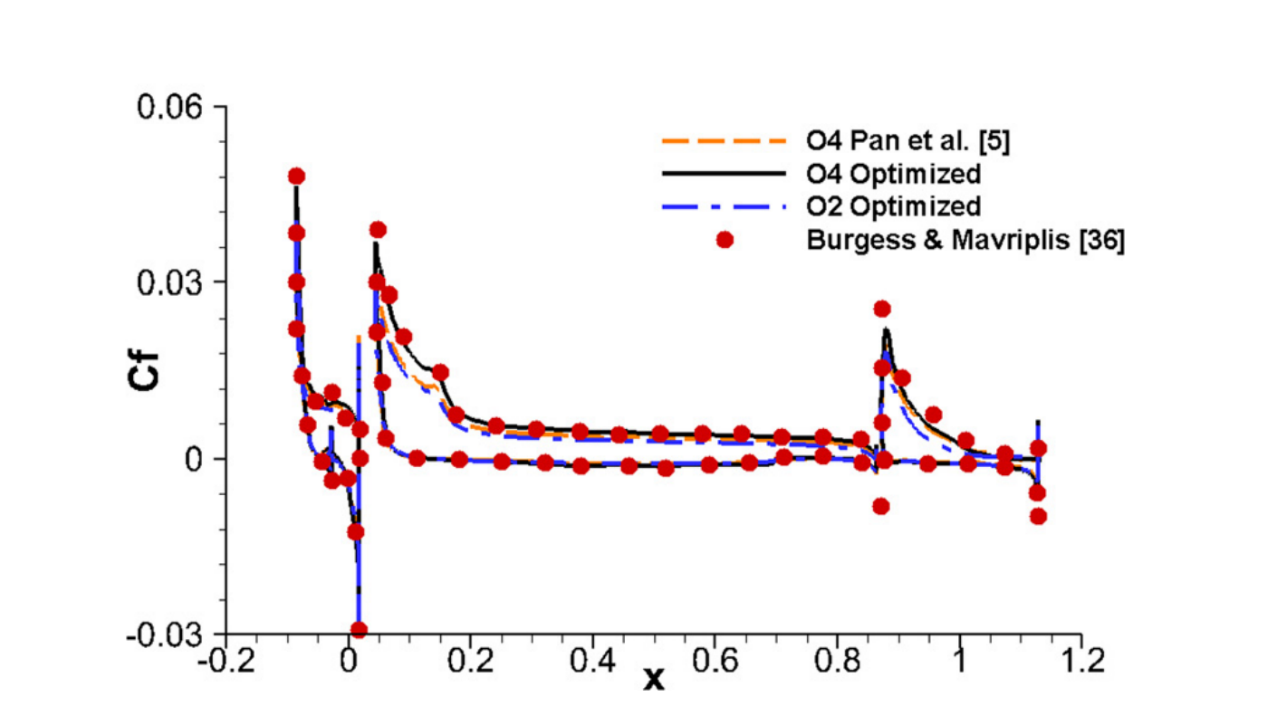 0.06
O4 Pan et al. [5]
O4 Optimized
O2 Optimized
Burgess & Mavriplis [36]
0.03
Cf
0
-0.03
-0.2 0 0.2 0.4 0.6 0.8 1 1.2
x